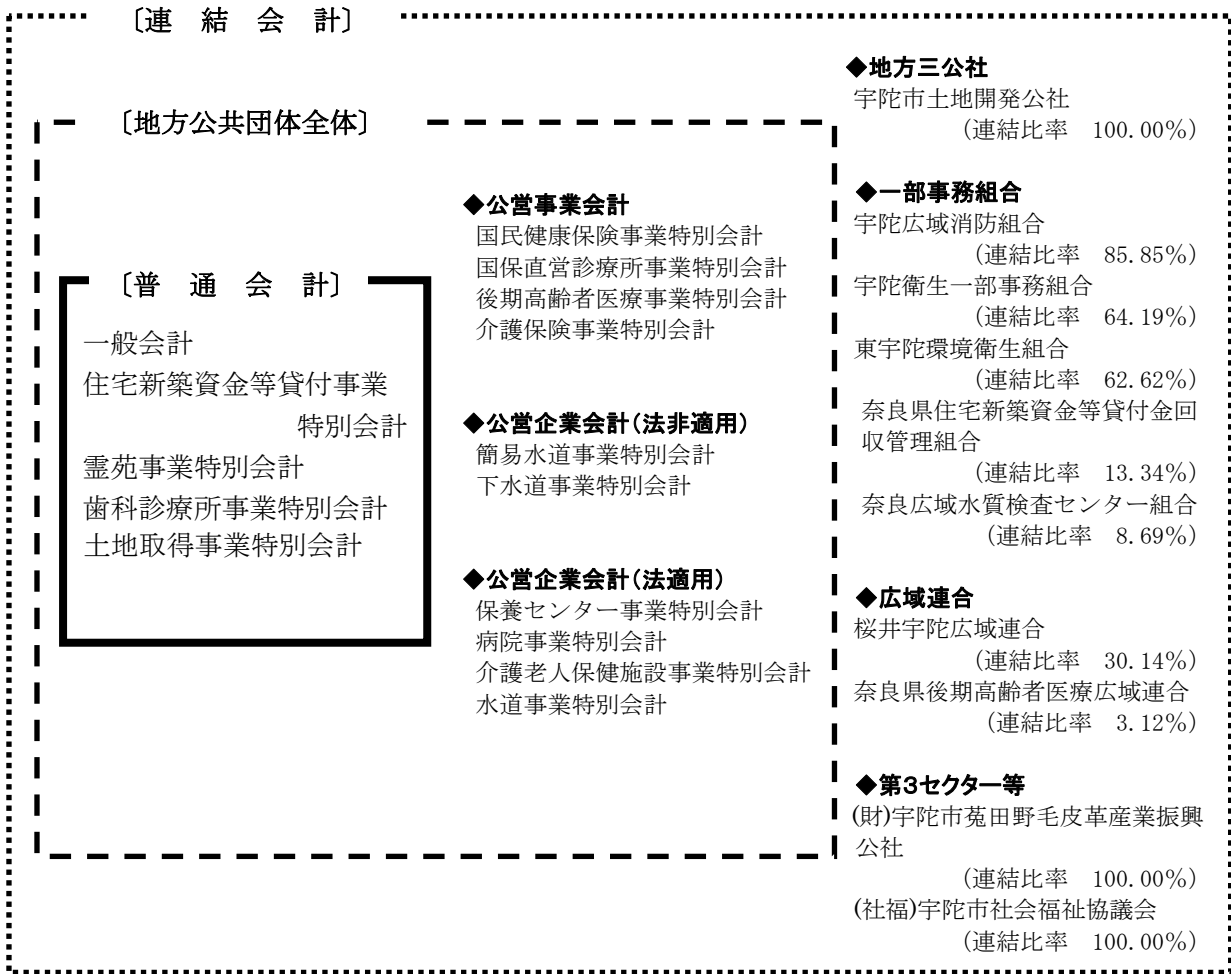 〔連 結 会 計〕
〔地方公共団体全体〕
〔普 通 会 計〕
一般会計
住宅新築資金等貸付事業
特別会計
霊苑事業特別会計
歯科診療所事業特別会計
土地取得事業特別会計
◆公営事業会計
国民健康保険事業特別会計
国保直営診療所事業特別会計
後期高齢者医療事業特別会計
介護保険事業特別会計
◆公営企業会計(法非適用)
簡易水道事業特別会計
下水道事業特別会計
◆公営企業会計(法適用)
保養センター事業特別会計
病院事業特別会計
介護老人保健施設事業特別会計
水道事業特別会計
◆地方三公社
宇陀市土地開発公社
(連結比率 100.00%)
◆一部事務組合
宇陀広域消防組合
(連結比率 85.85%)
宇陀衛生一部事務組合
(連結比率 64.19%)
東宇陀環境衛生組合
(連結比率 62.62%)
奈良県住宅新築資金等貸付金回
収管理組合
(連結比率 13.34%)
奈良広域水質検査センター組合
(連結比率 8.69%)
◆広域連合
桜井宇陀広域連合
(連結比率 30.14%)
奈良県後期高齢者医療広域連合
(連結比率 3.12%)
◆第3セクター等
(財)宇陀市菟田野毛皮革産業振興
公社
(連結比率 100.00%)
(社福)宇陀市社会福祉協議会
(連結比率 100.00%)